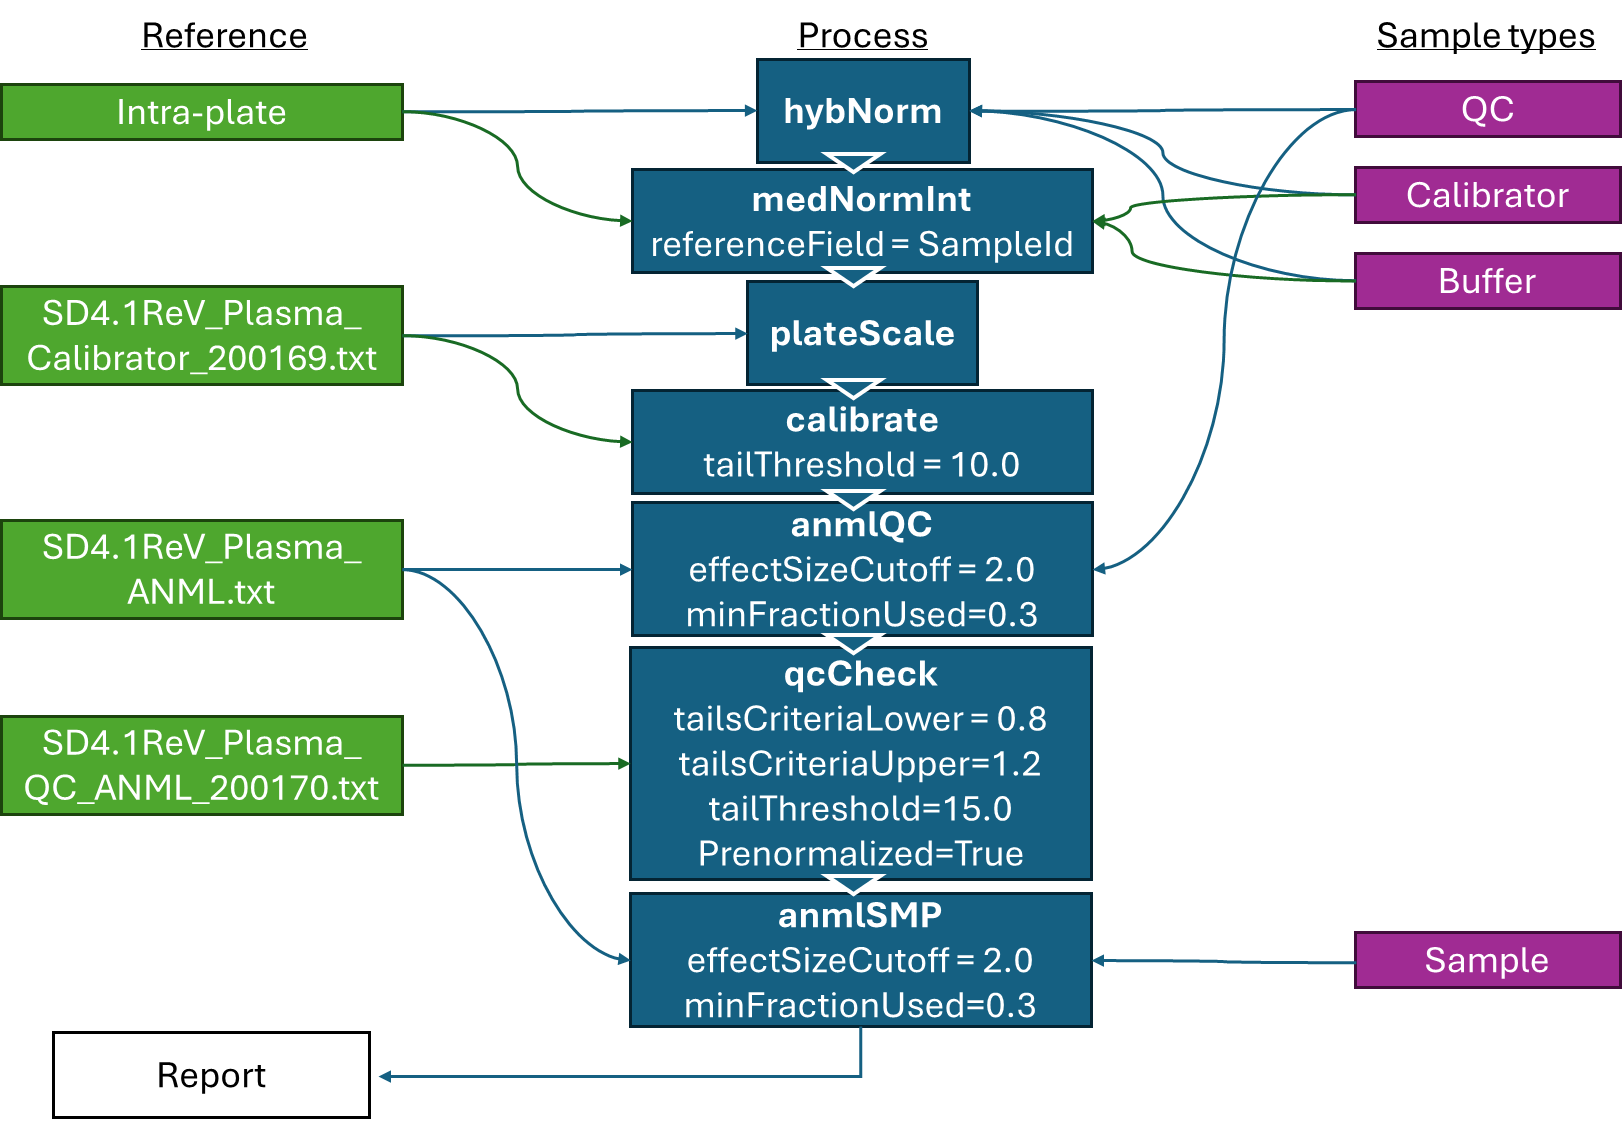 Reference
Process
Sample types
Intra-plate
SD4.1ReV_Plasma_
Calibrator_200169.txt
SD4.1ReV_Plasma_
ANML.txt
SD4.1ReV_Plasma_
QC_ANML_200170.txt
hybNorm
medNormInt
referenceField = SampleId
plateScale
calibrate
tailThreshold = 10.0
anmlQC
effectSizeCutoff = 2.0
minFractionUsed=0.3
qcCheck
tailsCriteriaLower = 0.8
tailsCriteriaUpper=1.2
tailThreshold=15.0
Prenormalized=True
anmlSMP
effectSizeCutoff = 2.0
minFractionUsed=0.3
QC
Calibrator
Buffer
Sample
Report